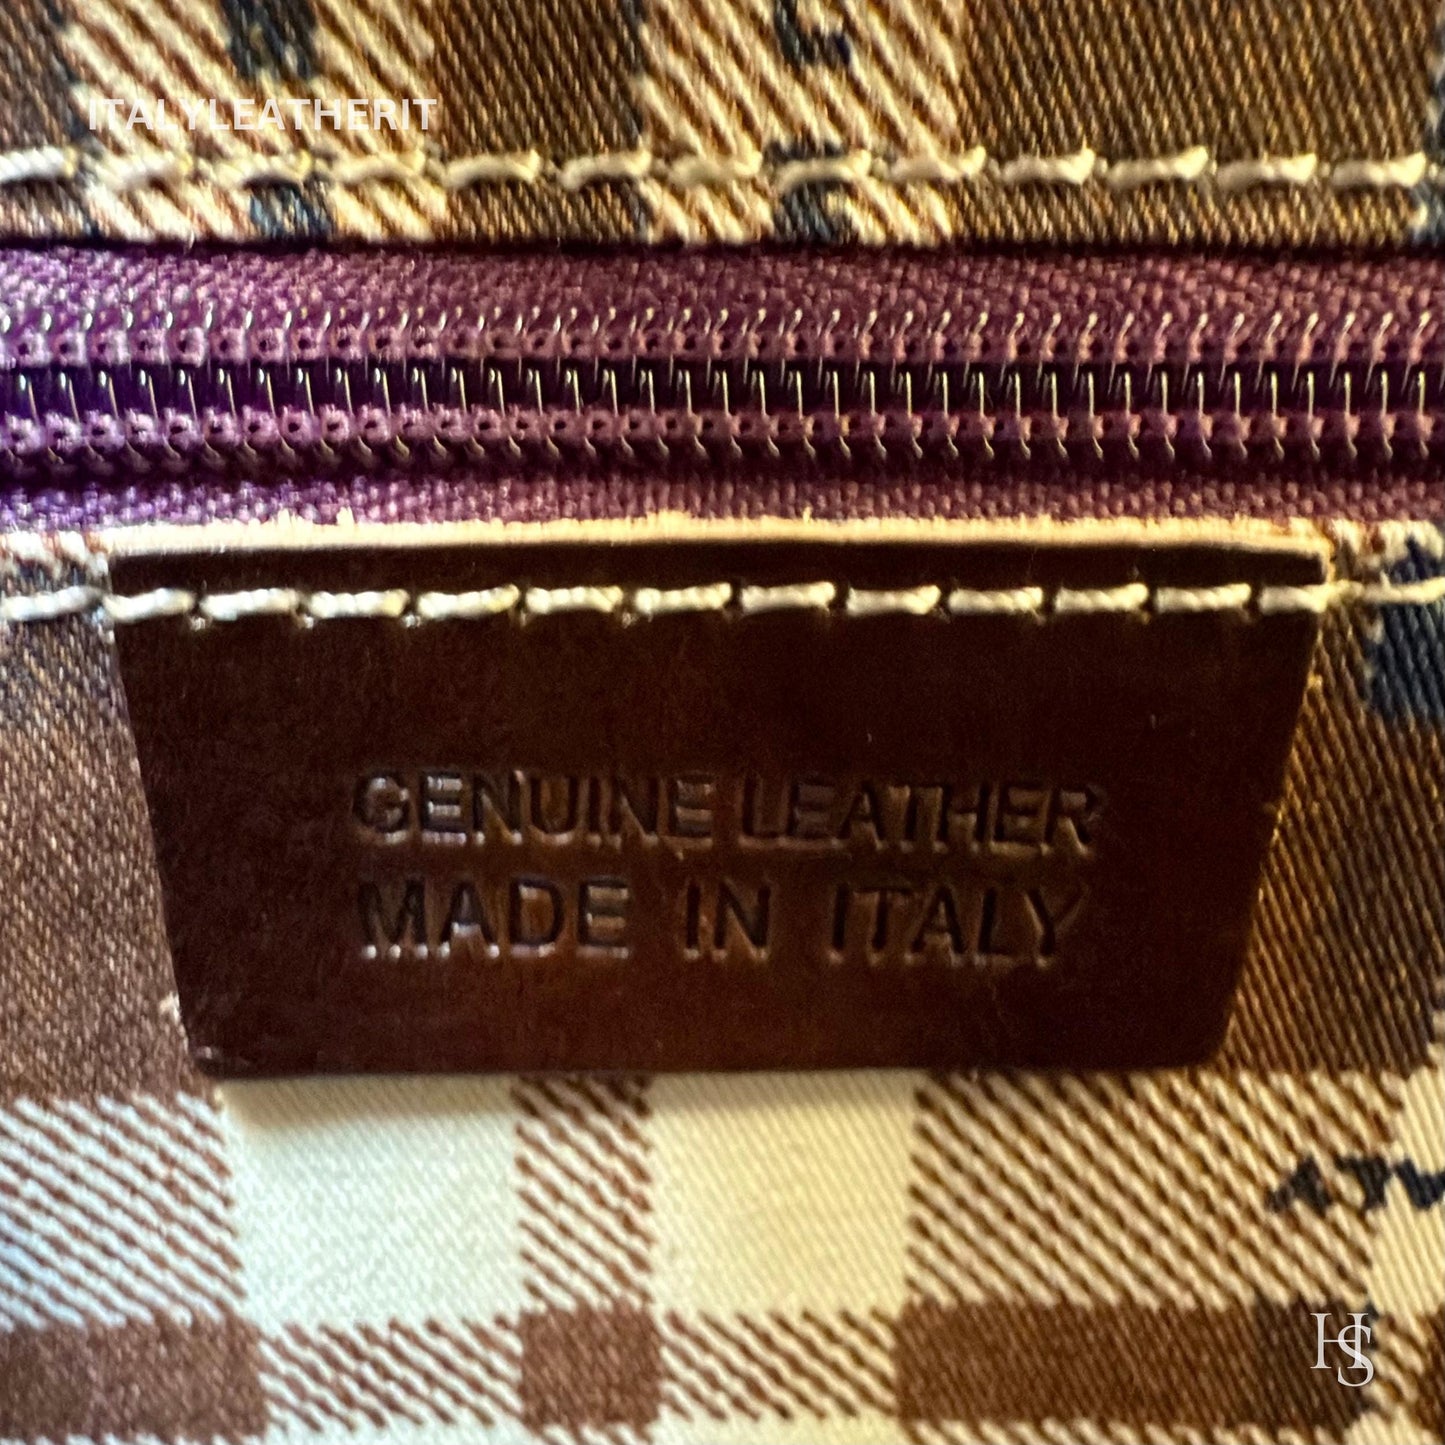 ITALYLEATHERIT
GENUINE LEATHER
MADE IN ITALY
HS